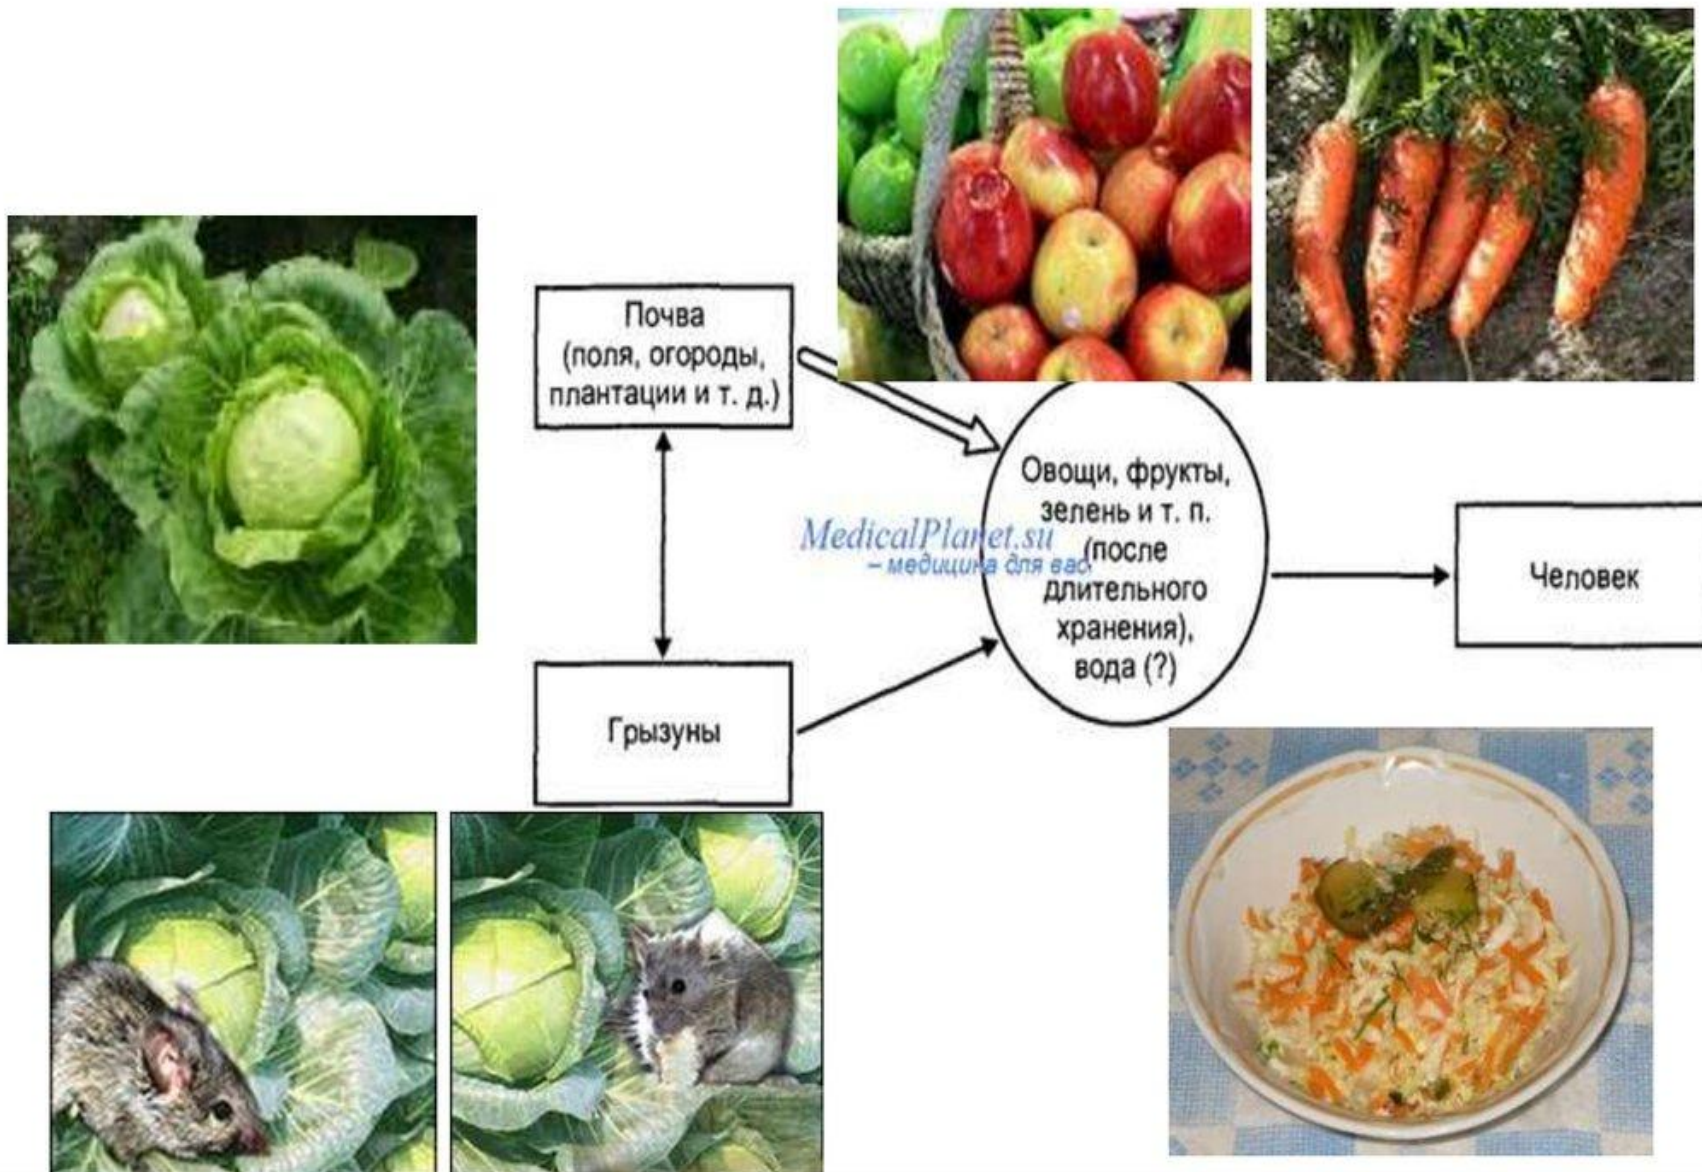 Почва
(поля, огороды,
плантации и т. д.)
Овощи, фрукты,
зелень и т. п.
(после
длительного
хранения),
вода (?)
MedicalPlanet.su
– медицина для вас
Человек
Грызуны